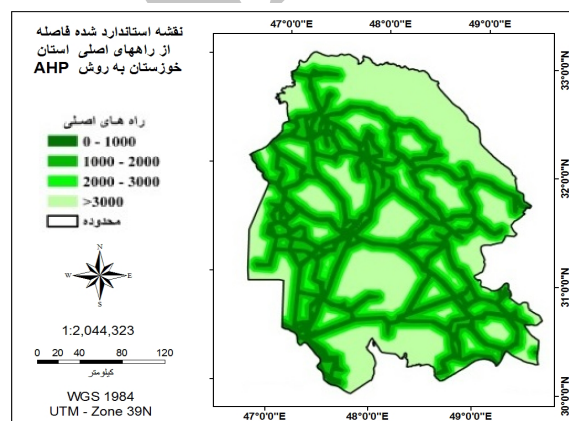 نقشه استاندارد شده فاصله
از راههای اصلی استان
خوزستان به روش AHP
راه های اصلی
0 - 1000
1000 - 2000
2000 - 3000
>3000
محدوده
N
W E
S
1:2,044,323
0 20 40 80 120
کیلومتر
WGS 1984
UTM - Zone 39N
47°0'0"E 48°0'0"E 49°0'0"E
33°0'0"N
32°0'0"N
31°0'0"N
30°0'0"N
47°0'0"E 48°0'0"E 49°0'0"E